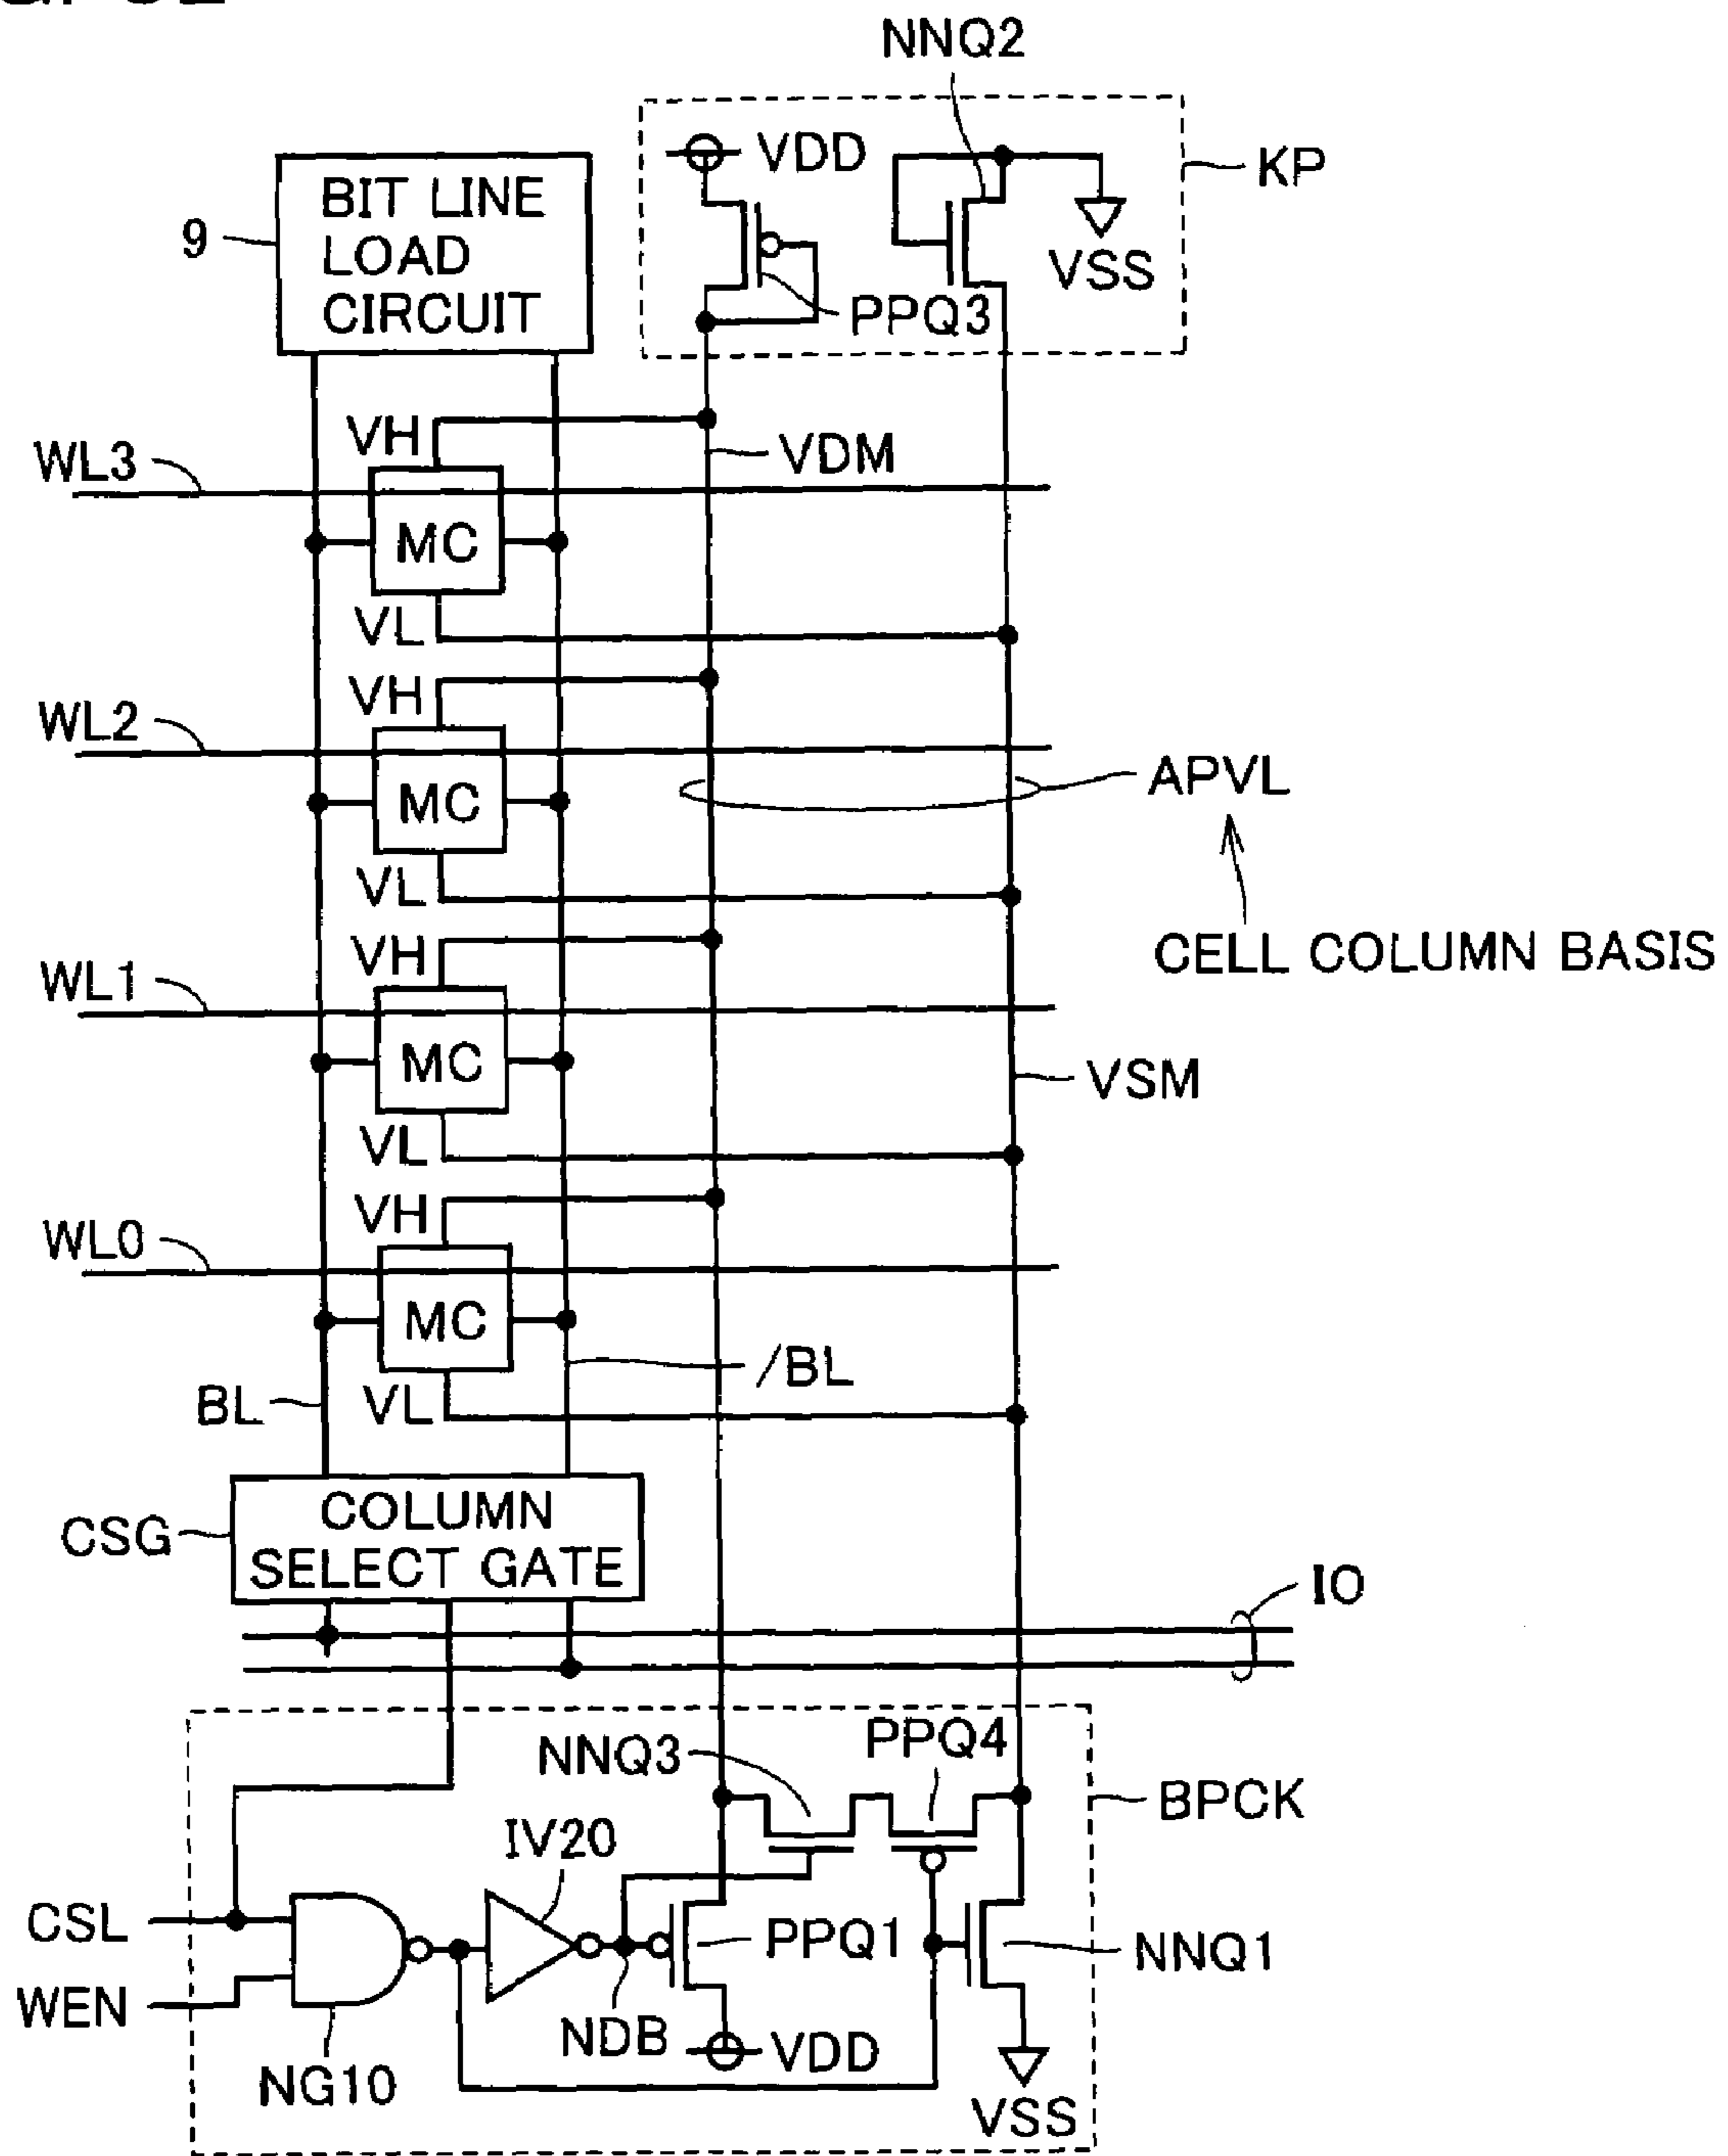 NNQ2
VDD
KP
BIT LINE
LOAD
CIRCUIT
9
VSS
PPQ3
VH
WL3
VDM
MC
VL
VH
WL2
APVL
MC
VL
CELL COLUMN BASIS
VH
WL1
MC
VSM
VL
VH
WL0
MC
/BL
BL
VL
COLUMN
SELECT GATE
CSG
IO
NNQ3
PPQ4
BPCK
IV20
CSL
PPQ1
NNQ1
WEN
NDB
VDD
NG10
VSS